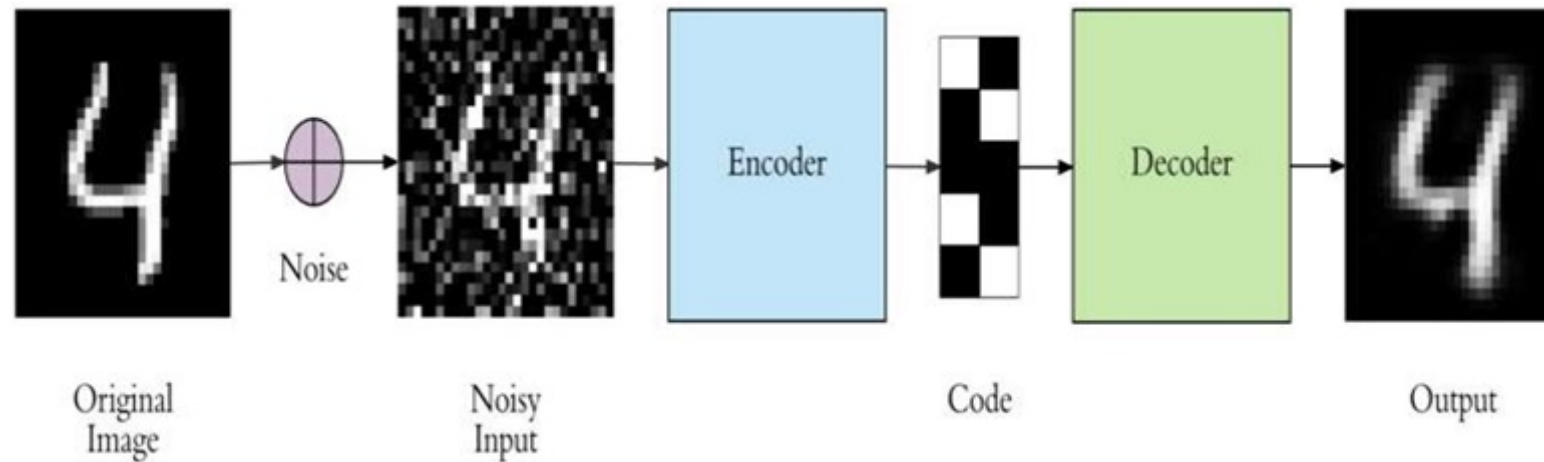 Noise
Encoder
Decoder
Original
Image
Noisy
Input
Code
Output